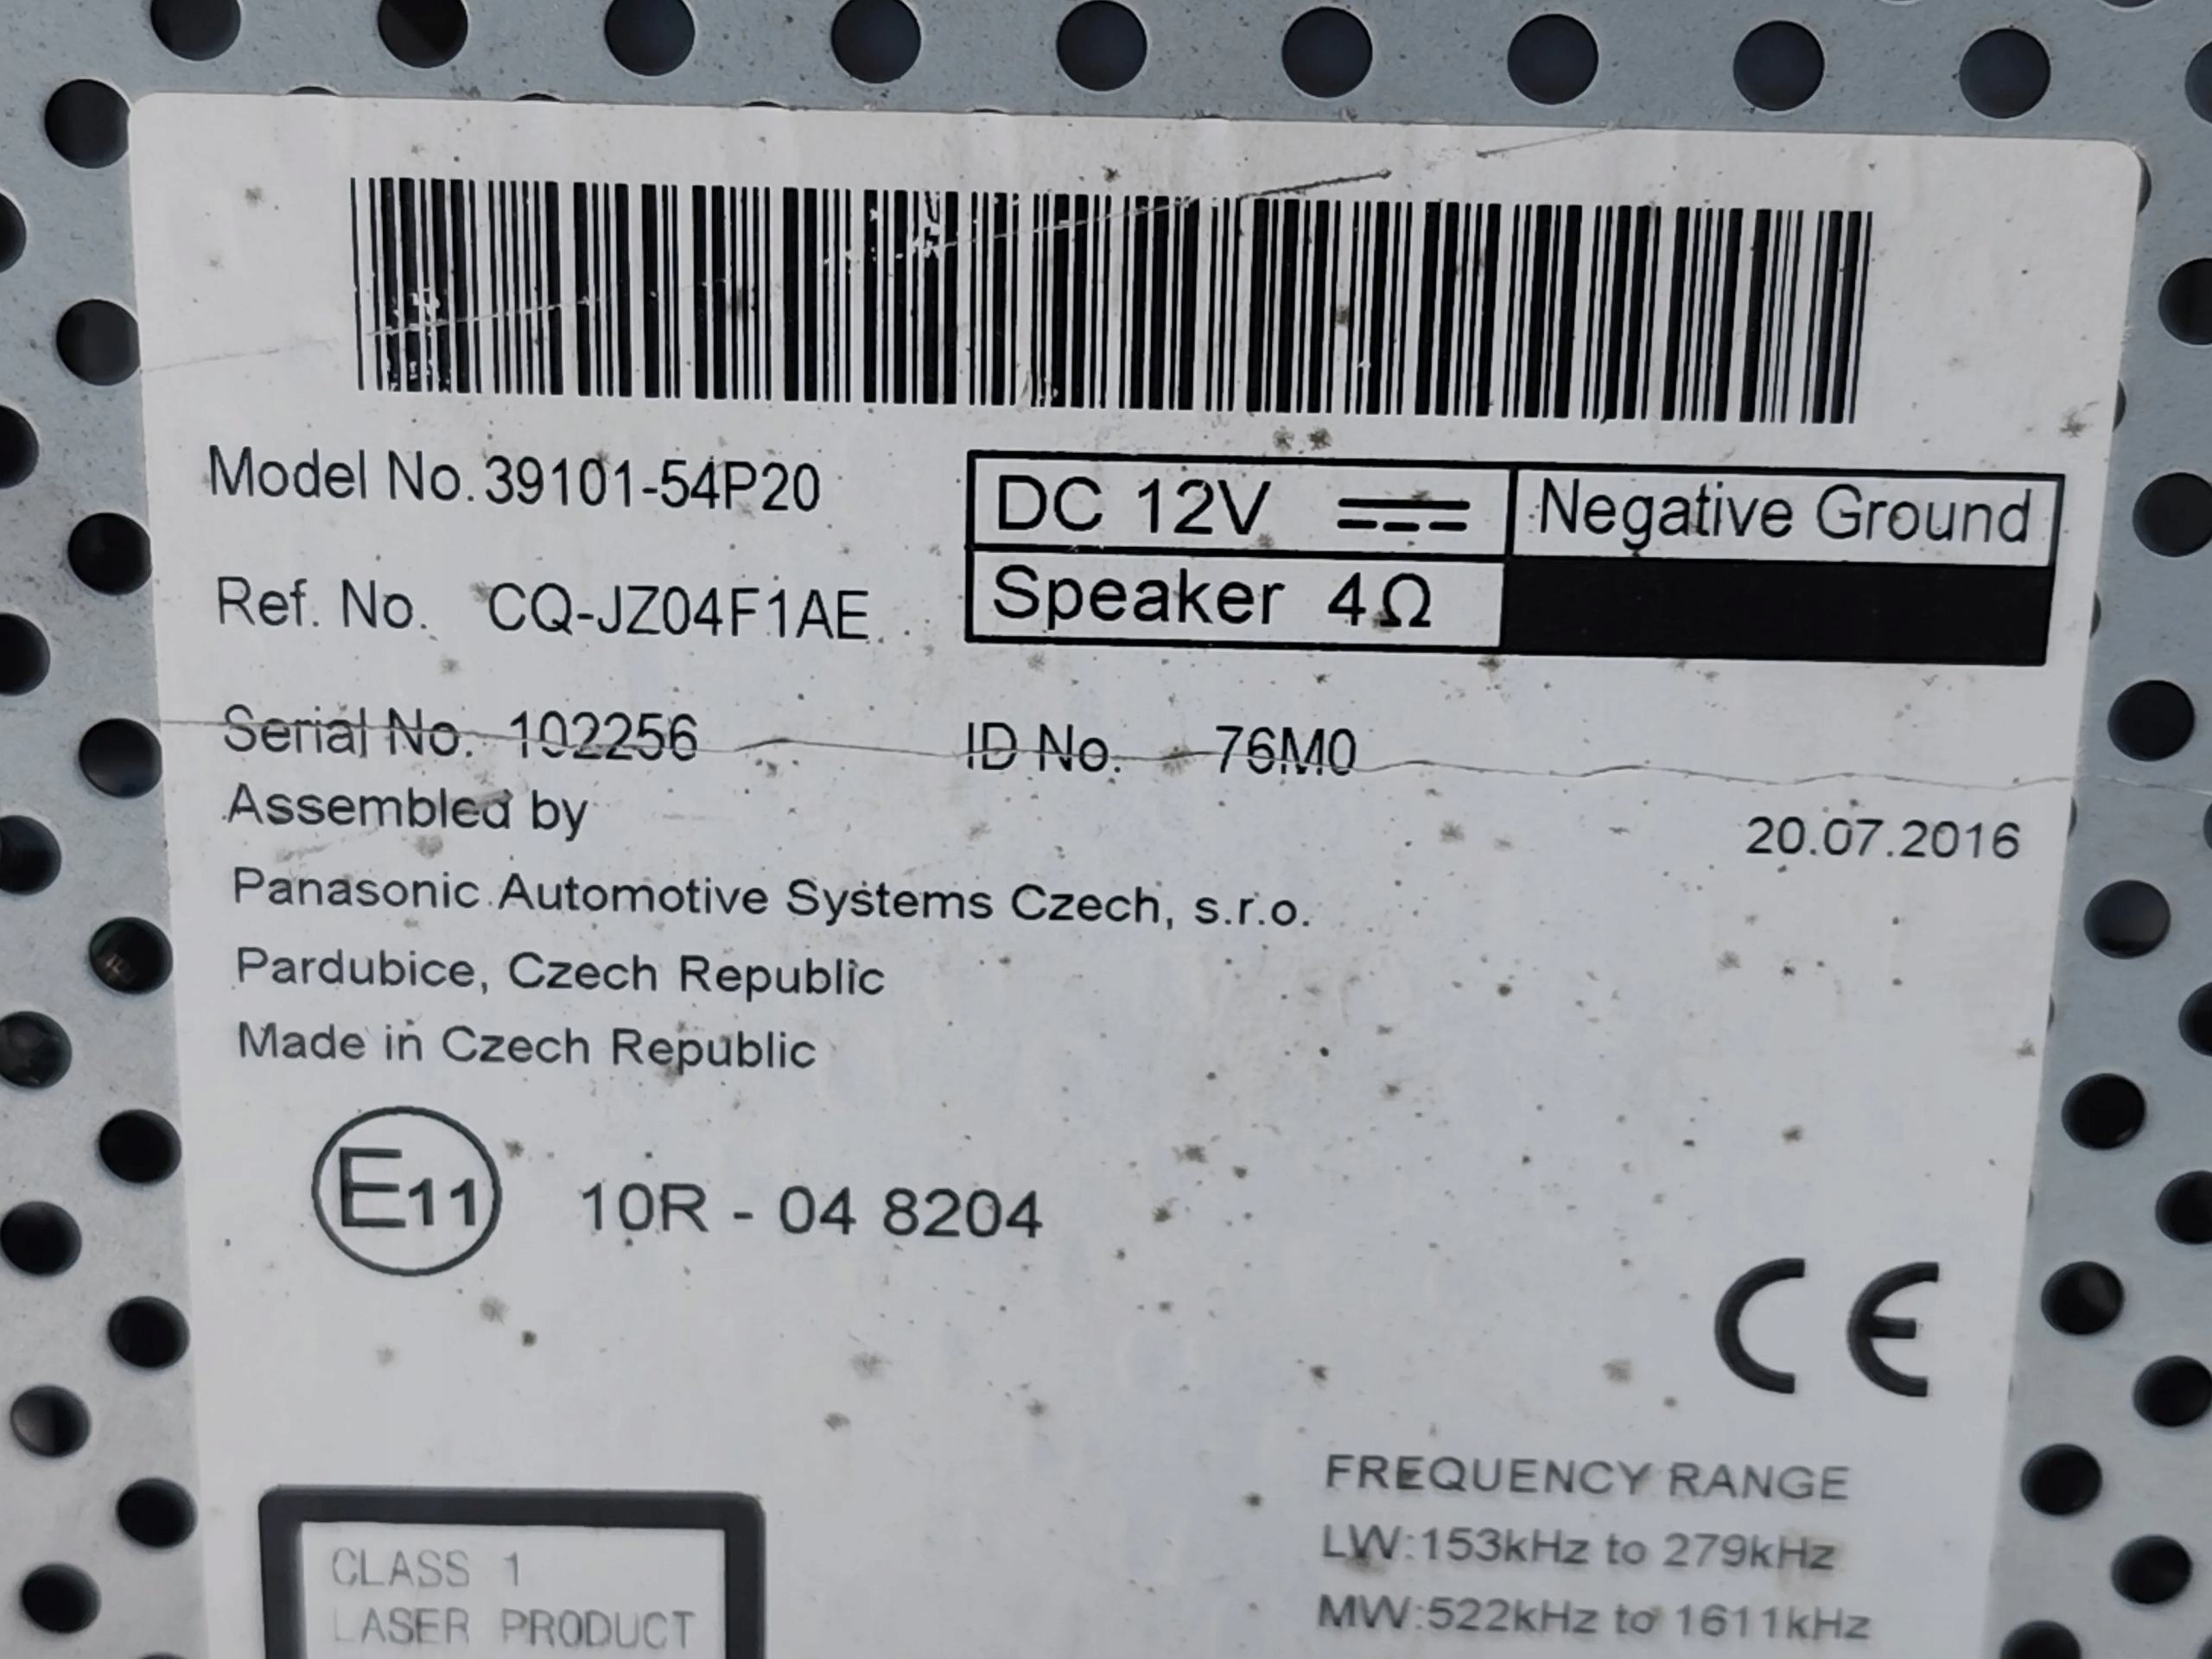 Model No. 39101-54P20
DC 12V Negative Ground
Ref. No. CQ-JZ04F1AE
Speaker 4Ω
Serial No. 102256 ID No. 76M0
Assembled by
20.07.2016
Panasonic Automotive Systems Czech, s.r.o.
Pardubice, Czech Republic
Made in Czech Republic
E11 10R - 04 8204
CE
FREQUENCY RANGE
LW:153kHz to 279kHz
MW:522kHz to 1611kHz
CLASS 1
LASER PRODUCT